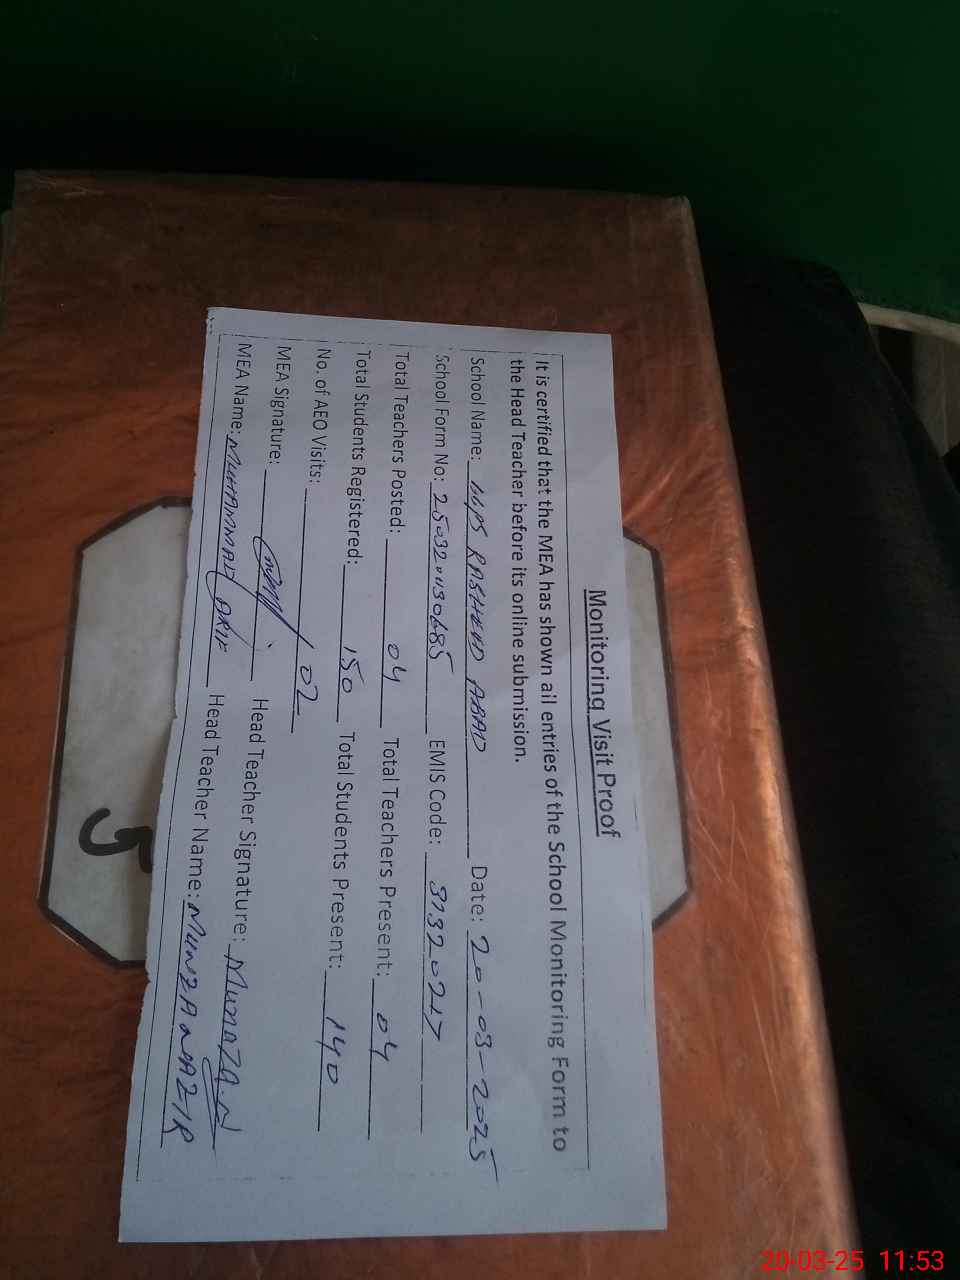 Monitoring Visit Proof
It is certified that the MEA has shown ail entries of the School Monitoring Form to
the Head Teacher before its online submission.
School Name: MPS RASHEED ABAD Date: 20-03-2025
School Form No: EMIS Code: 31320217
Total Teachers Posted: 04 Total Teachers Present: 04
Total Students Registered: 150 Total Students Present: 140
No. of AEO Visits: 02
MEA Signature: Head Teacher Signature:
MEA Name: MUHAMMAD ARIF Head Teacher Name:
5
20-03-25 11:53